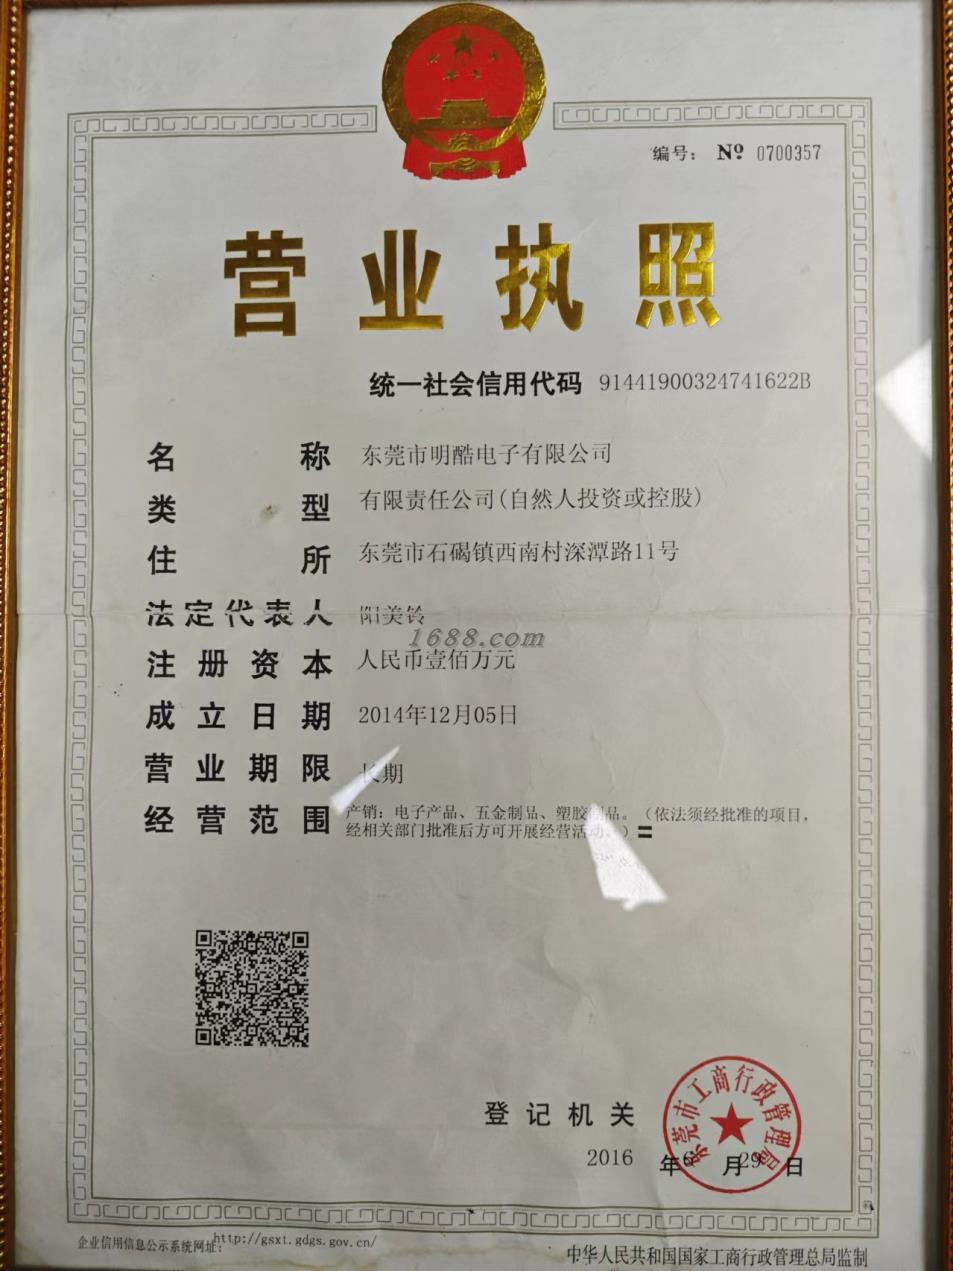 编号： Nº 0700357
营业执照
统一社会信用代码 91441900324741622B
名称 东莞市明酷电子有限公司
类型 有限责任公司(自然人投资或控股)
住所 东莞市石碣镇西南村深潭路11号
法定代表人 阳美铃
1688.com
注册资本 人民币壹佰万元
成立日期 2014年12月05日
营业期限 长期
经营范围 产销：电子产品、五金制品、塑胶制品。（依法须经批准的项目，
经相关部门批准后方可开展经营活动。）
登记机关
东莞市工商行政管理局
2016年6月29日
企业信用信息公示系统网址：http://gsxt.gdgs.gov.cn/
中华人民共和国国家工商行政管理总局监制